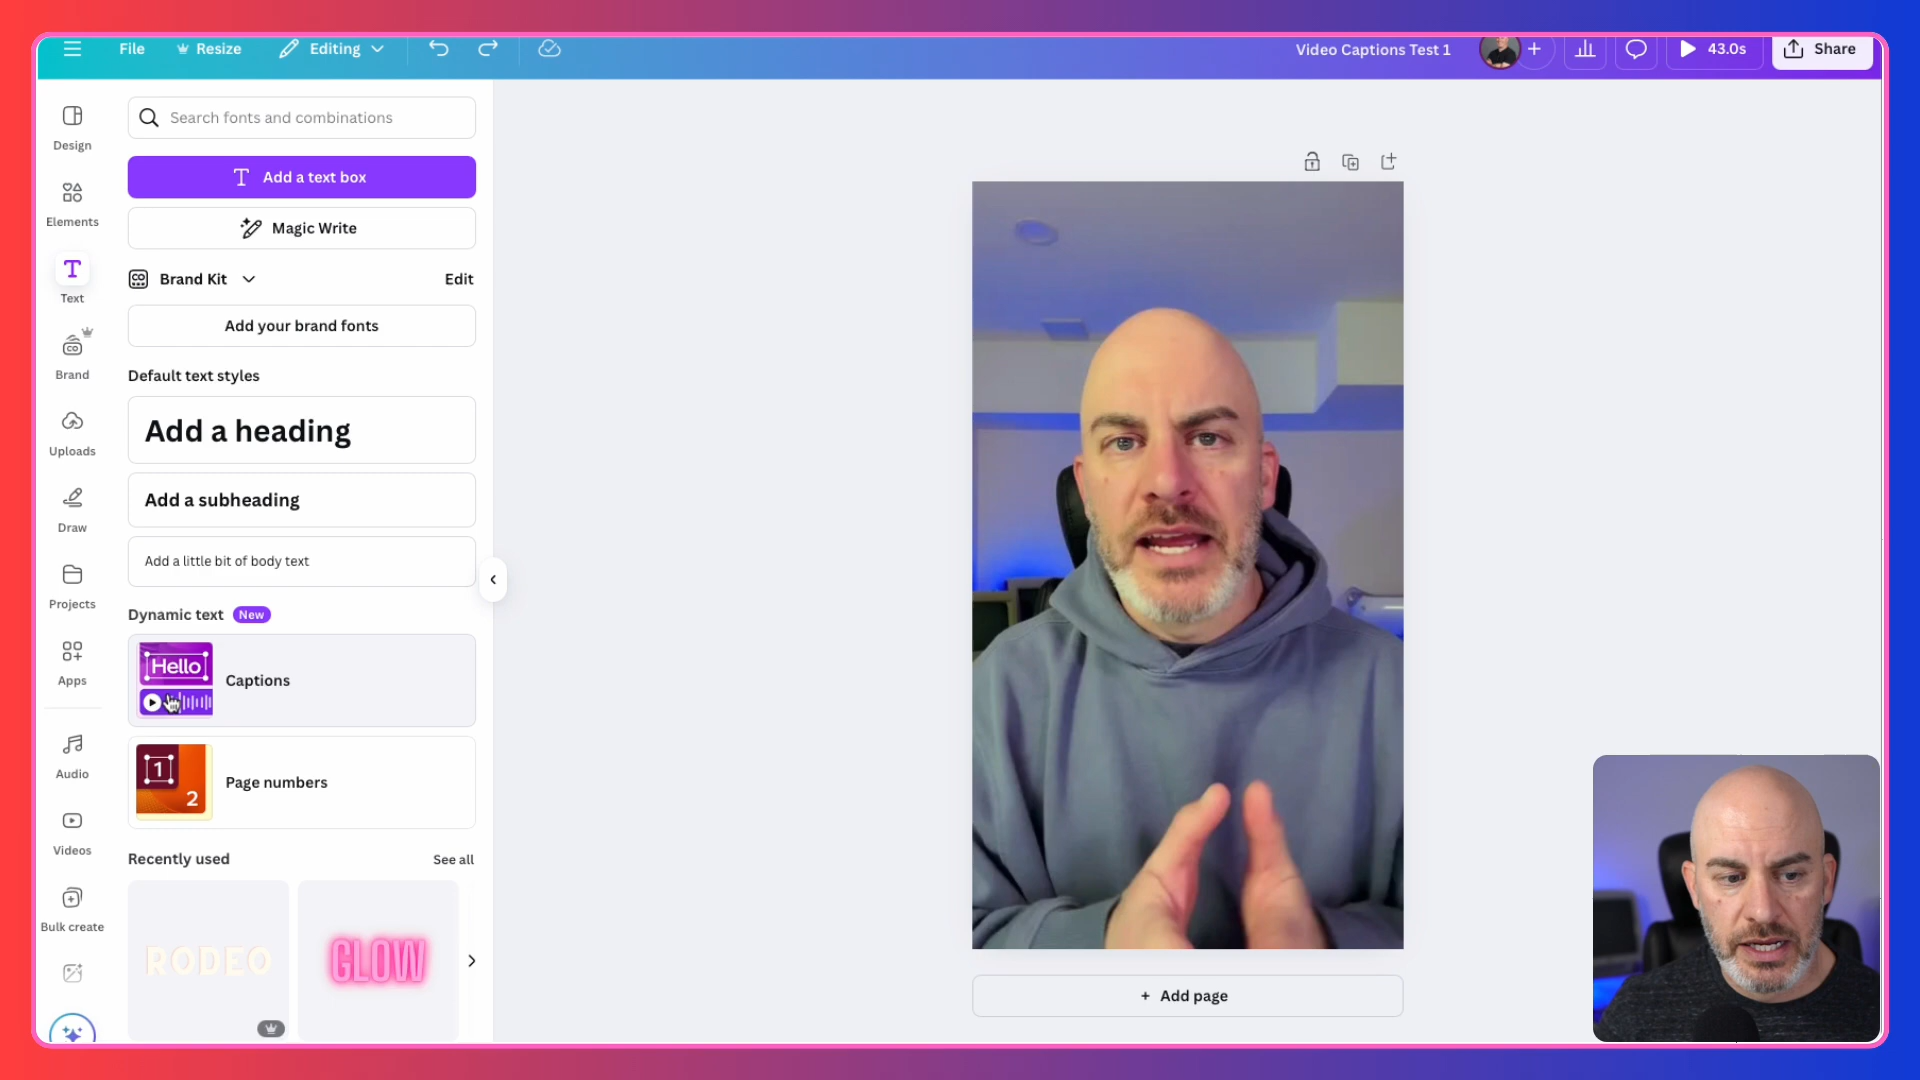 File
Resize
Editing
Video Captions Test 1
43.0s
Share
Design
Elements
Text
Brand
Uploads
Draw
Projects
Apps
Audio
Videos
Bulk create
Search fonts and combinations
Add a text box
Magic Write
Brand Kit
Edit
Add your brand fonts
Default text styles
Add a heading
Add a subheading
Add a little bit of body text
Dynamic text New
Hello
Captions
1
2
Page numbers
Recently used
See all
RODEO
GLOW
+ Add page